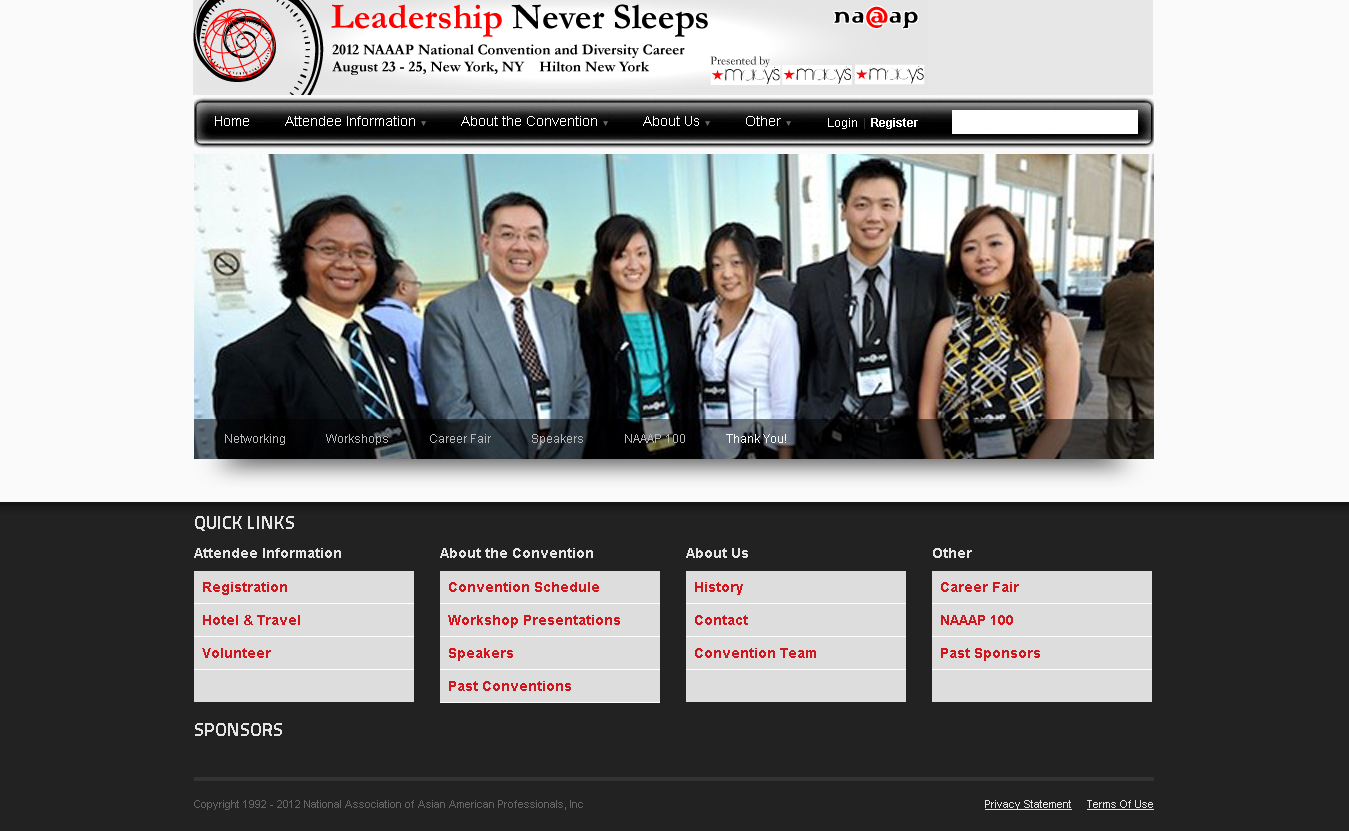 Leadership Never Sleeps
naaap
2012 NAAAP National Convention and Diversity Career
August 23 - 25, New York, NY Hilton New York
Presented by
macys macys macys
Home Attendee Information About the Convention About Us Other Login | Register
naaap
naaap
naaap
Networking Workshops Career Fair Speakers NAAAP 100 Thank You!
QUICK LINKS
Attendee Information About the Convention About Us Other
Registration Convention Schedule History Career Fair
Hotel & Travel Workshop Presentations Contact NAAAP 100
Volunteer Speakers Convention Team Past Sponsors
Past Conventions
SPONSORS
Copyright 1992 - 2012 National Association of Asian American Professionals, Inc Privacy Statement Terms Of Use